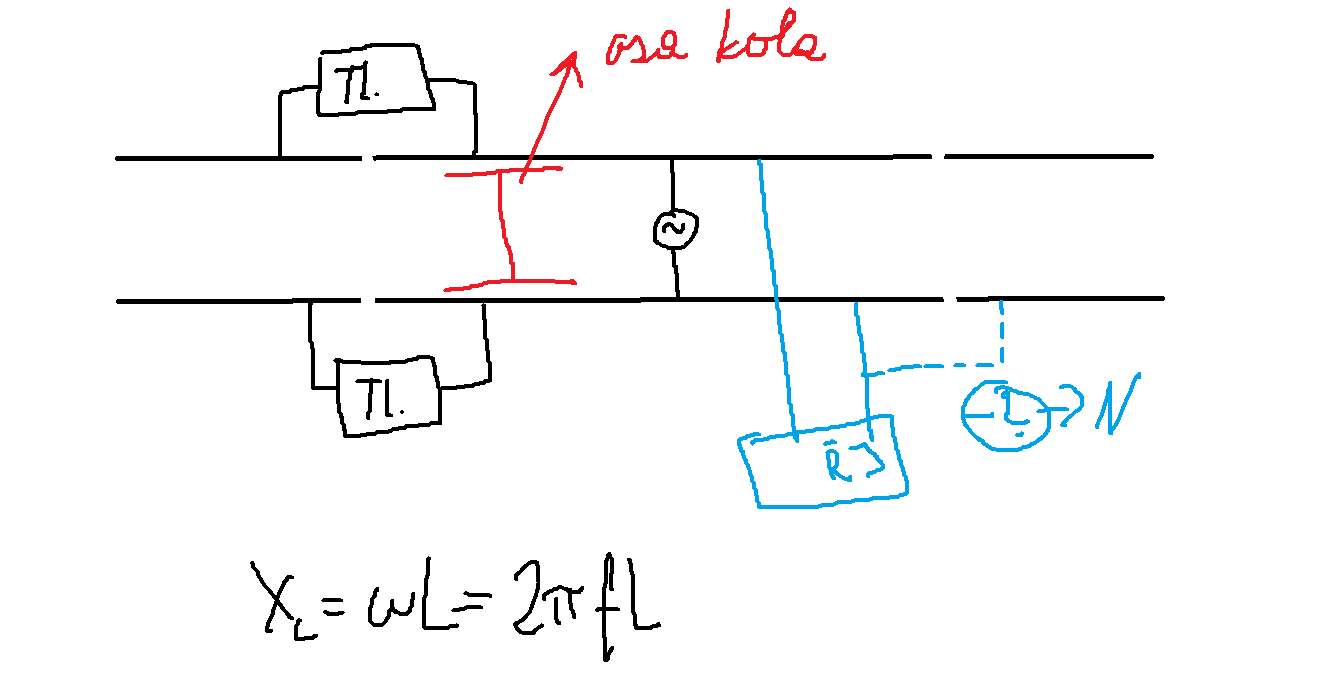 osa kola
TL.
~
TL.
L
N
X_L = ωL = 2πfL